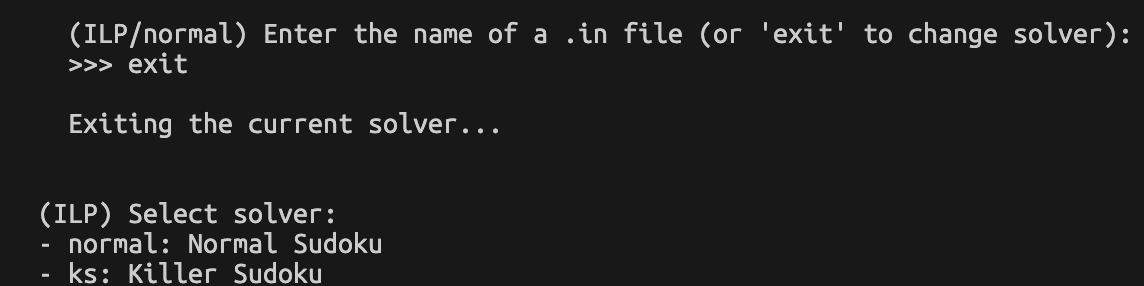 (ILP/normal) Enter the name of a .in file (or 'exit' to change solver):
>>> exit
Exiting the current solver...
(ILP) Select solver:
- normal: Normal Sudoku
- ks: Killer Sudoku